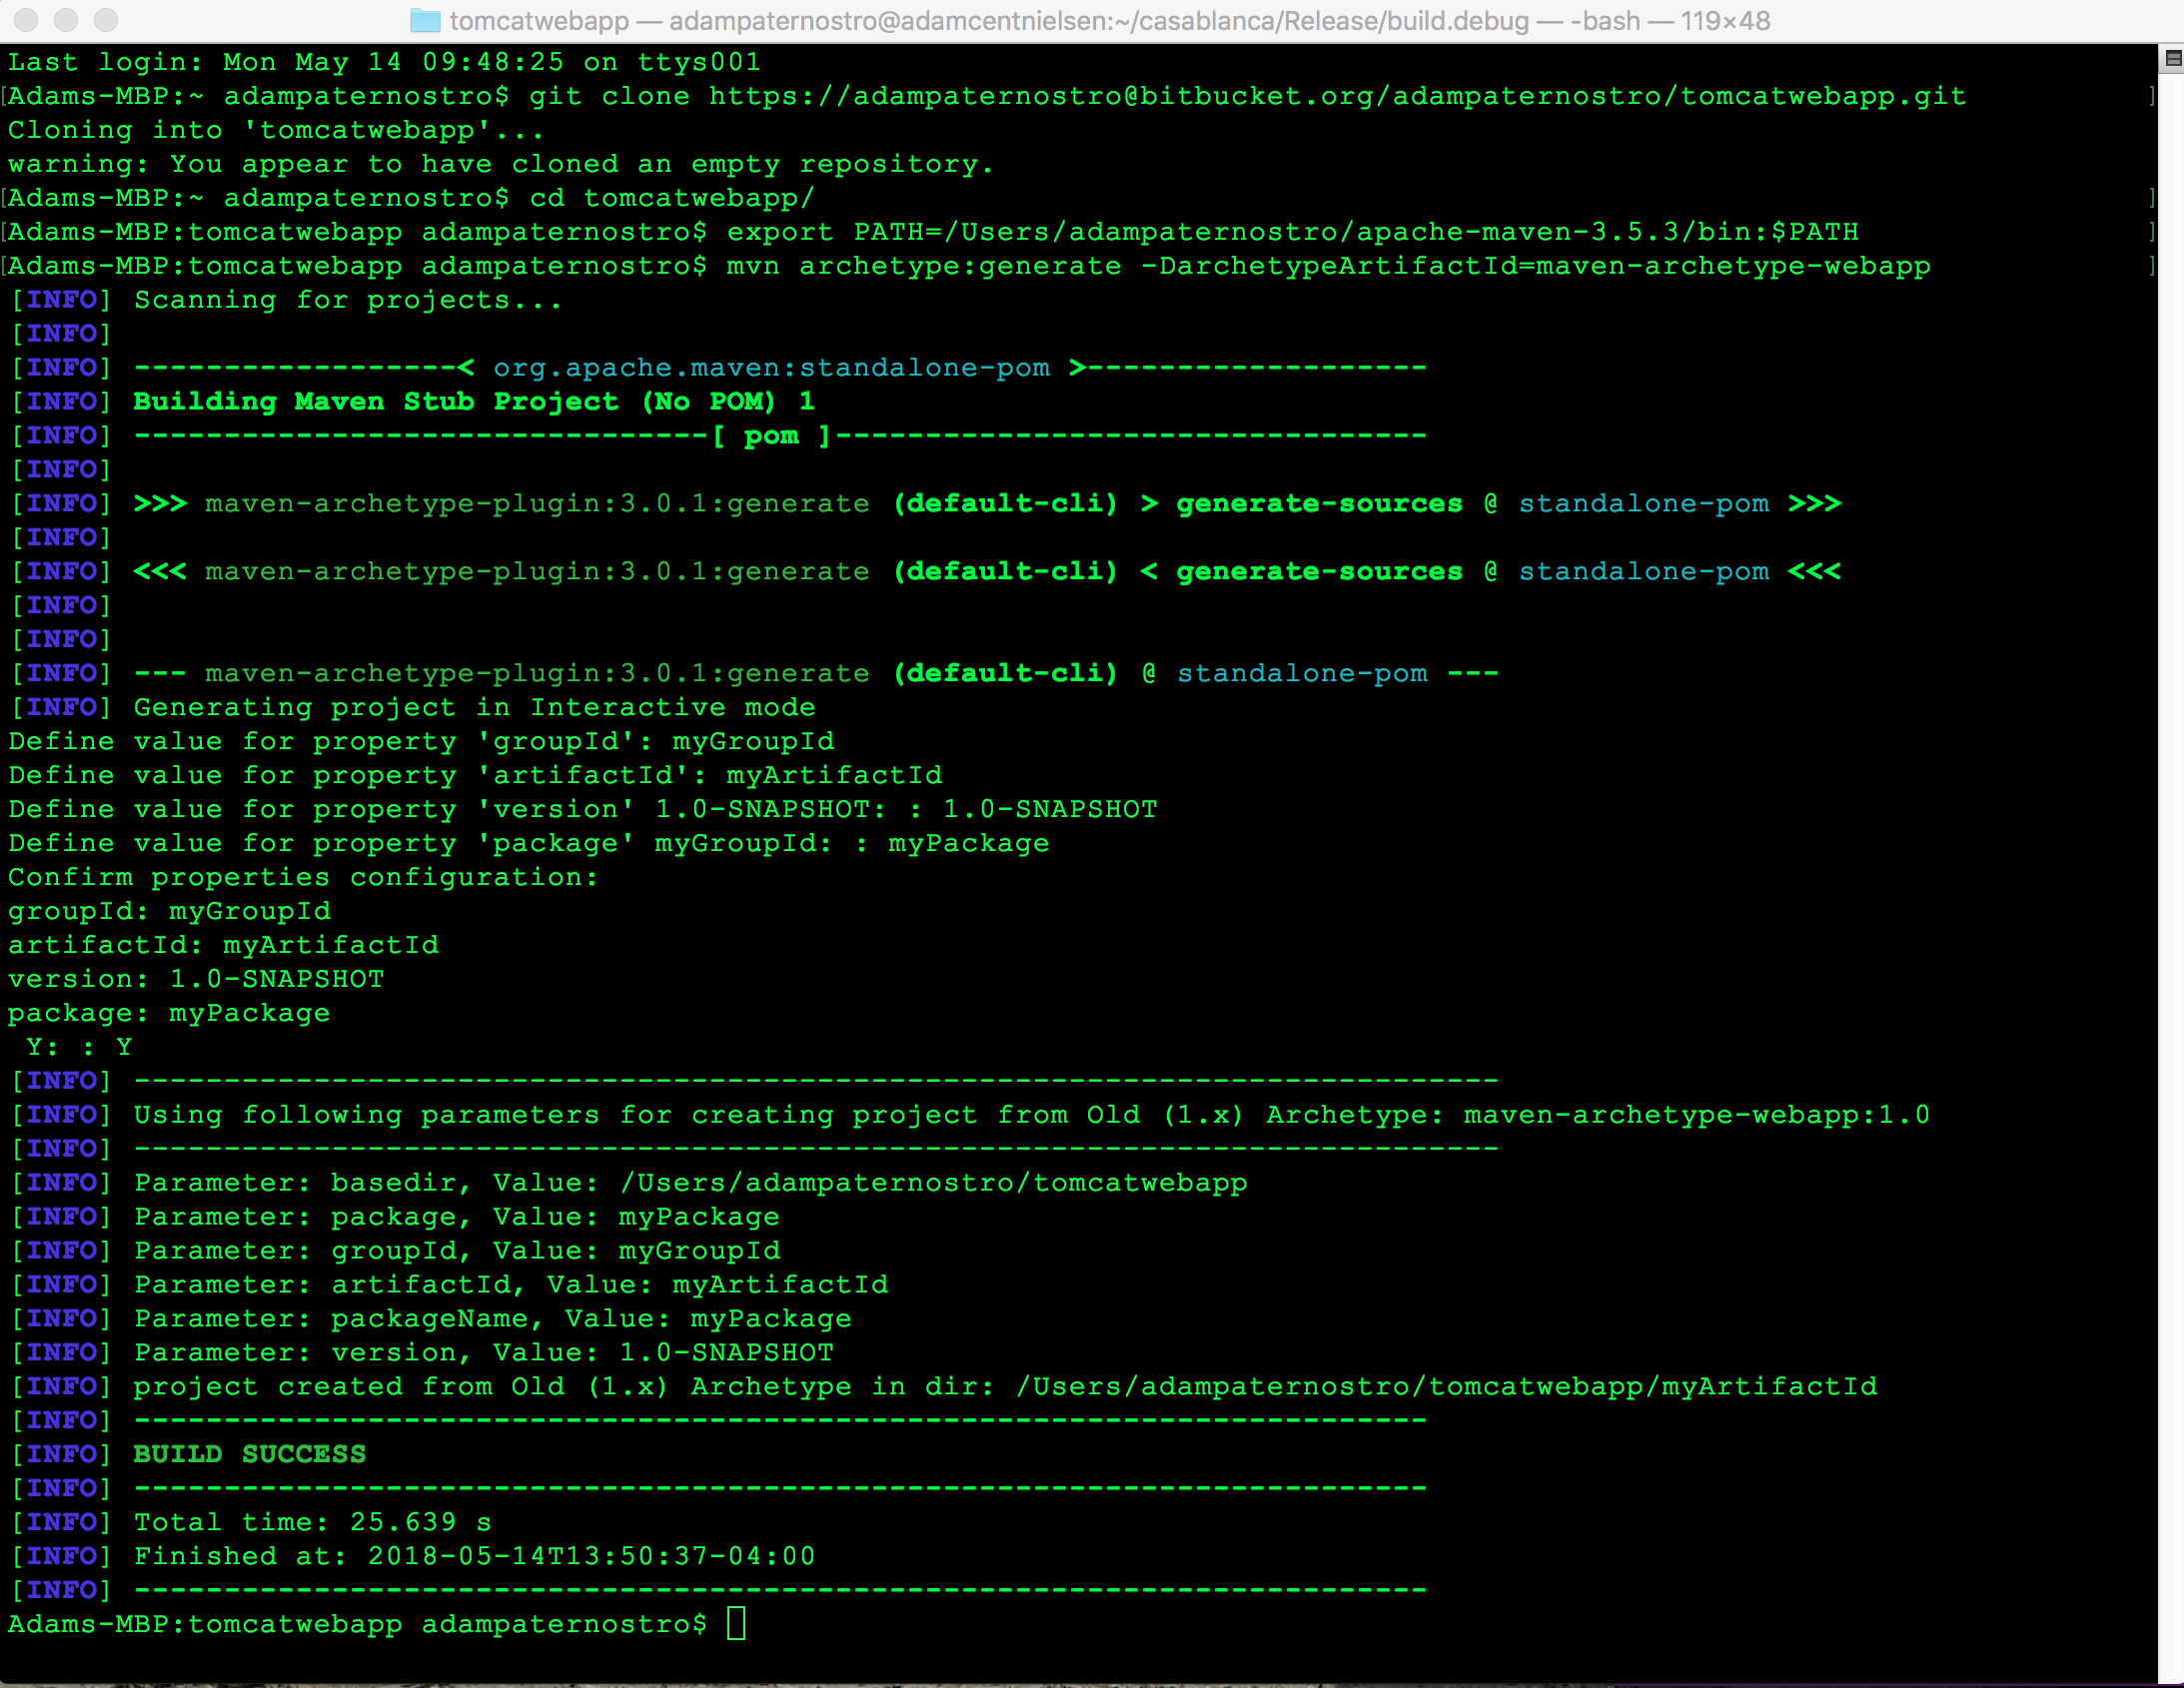 tomcatwebapp — adampaternostro@adamcentnielsen:~/casablanca/Release/build.debug — -bash — 119×48
Last login: Mon May 14 09:48:25 on ttys001
[Adams-MBP:~ adampaternostro$ git clone https://adampaternostro@bitbucket.org/adampaternostro/tomcatwebapp.git ]
Cloning into 'tomcatwebapp'...
warning: You appear to have cloned an empty repository.
[Adams-MBP:~ adampaternostro$ cd tomcatwebapp/ ]
[Adams-MBP:tomcatwebapp adampaternostro$ export PATH=/Users/adampaternostro/apache-maven-3.5.3/bin:$PATH ]
[Adams-MBP:tomcatwebapp adampaternostro$ mvn archetype:generate -DarchetypeArtifactId=maven-archetype-webapp ]
[INFO] Scanning for projects...
[INFO]
[INFO] ------------------< org.apache.maven:standalone-pom >-------------------
[INFO] Building Maven Stub Project (No POM) 1
[INFO] --------------------------------[ pom ]---------------------------------
[INFO]
[INFO] >>> maven-archetype-plugin:3.0.1:generate (default-cli) > generate-sources @ standalone-pom >>>
[INFO]
[INFO] <<< maven-archetype-plugin:3.0.1:generate (default-cli) < generate-sources @ standalone-pom <<<
[INFO]
[INFO]
[INFO] --- maven-archetype-plugin:3.0.1:generate (default-cli) @ standalone-pom ---
[INFO] Generating project in Interactive mode
Define value for property 'groupId': myGroupId
Define value for property 'artifactId': myArtifactId
Define value for property 'version' 1.0-SNAPSHOT: : 1.0-SNAPSHOT
Define value for property 'package' myGroupId: : myPackage
Confirm properties configuration:
groupId: myGroupId
artifactId: myArtifactId
version: 1.0-SNAPSHOT
package: myPackage
 Y: : Y
[INFO] ----------------------------------------------------------------------------
[INFO] Using following parameters for creating project from Old (1.x) Archetype: maven-archetype-webapp:1.0
[INFO] ----------------------------------------------------------------------------
[INFO] Parameter: basedir, Value: /Users/adampaternostro/tomcatwebapp
[INFO] Parameter: package, Value: myPackage
[INFO] Parameter: groupId, Value: myGroupId
[INFO] Parameter: artifactId, Value: myArtifactId
[INFO] Parameter: packageName, Value: myPackage
[INFO] Parameter: version, Value: 1.0-SNAPSHOT
[INFO] project created from Old (1.x) Archetype in dir: /Users/adampaternostro/tomcatwebapp/myArtifactId
[INFO] ------------------------------------------------------------------------
[INFO] BUILD SUCCESS
[INFO] ------------------------------------------------------------------------
[INFO] Total time: 25.639 s
[INFO] Finished at: 2018-05-14T13:50:37-04:00
[INFO] ------------------------------------------------------------------------
Adams-MBP:tomcatwebapp adampaternostro$